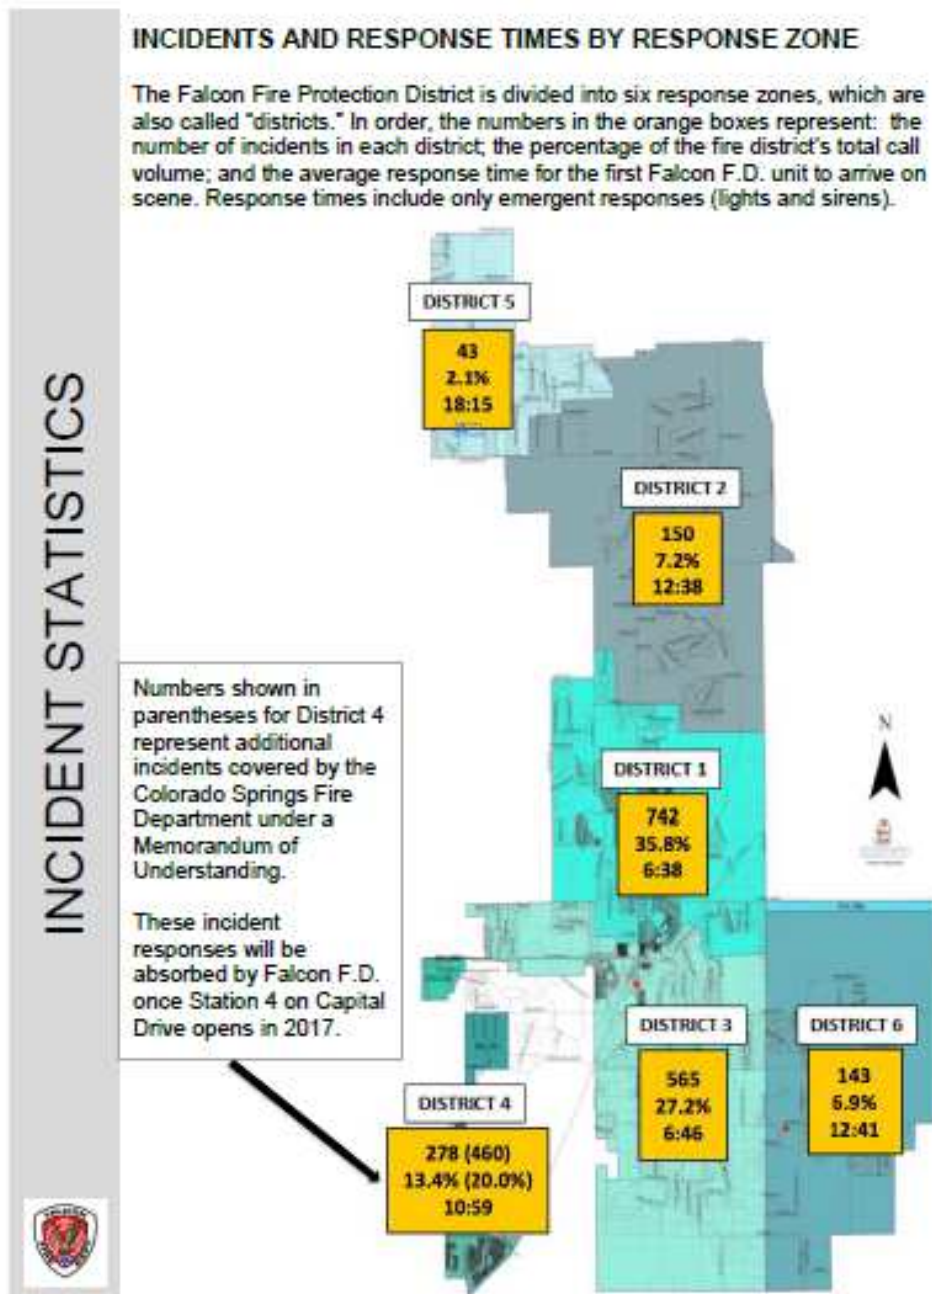 INCIDENTS AND RESPONSE TIMES BY RESPONSE ZONE
The Falcon Fire Protection District is divided into six response zones, which are
also called "districts." In order, the numbers in the orange boxes represent: the
number of incidents in each district; the percentage of the fire district's total call
volume; and the average response time for the first Falcon F.D. unit to arrive on
scene. Response times include only emergent responses (lights and sirens).
INCIDENT STATISTICS
DISTRICT 5
43
2.1%
18:15
DISTRICT 2
150
7.2%
12:38
Numbers shown in
parentheses for District 4
represent additional
incidents covered by the
Colorado Springs Fire
Department under a
Memorandum of
Understanding.
These incident
responses will be
absorbed by Falcon F.D.
once Station 4 on Capital
Drive opens in 2017.
N
DISTRICT 1
742
35.8%
6:38
DISTRICT 3
565
27.2%
6:46
DISTRICT 6
143
6.9%
12:41
DISTRICT 4
278 (460)
13.4% (20.0%)
10:59